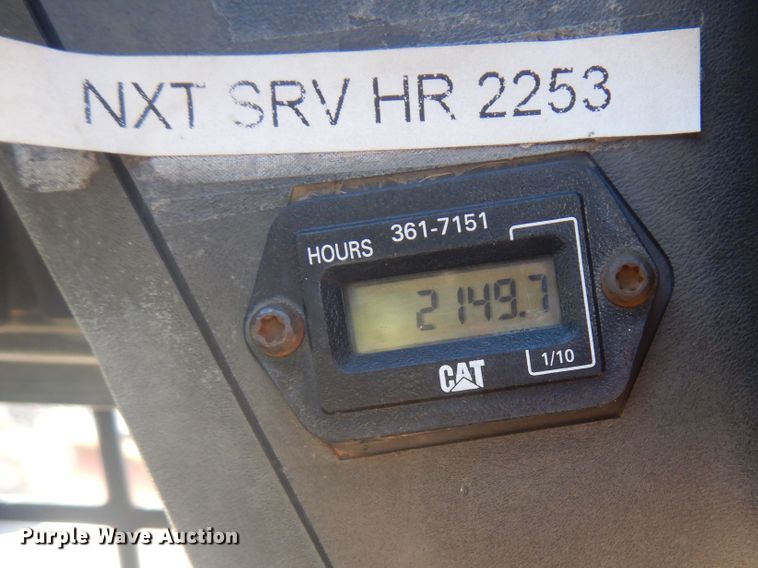 NXT SRV HR 2253
HOURS 361-7151
2149.7
1/10
CAT
Purple Wave Auction